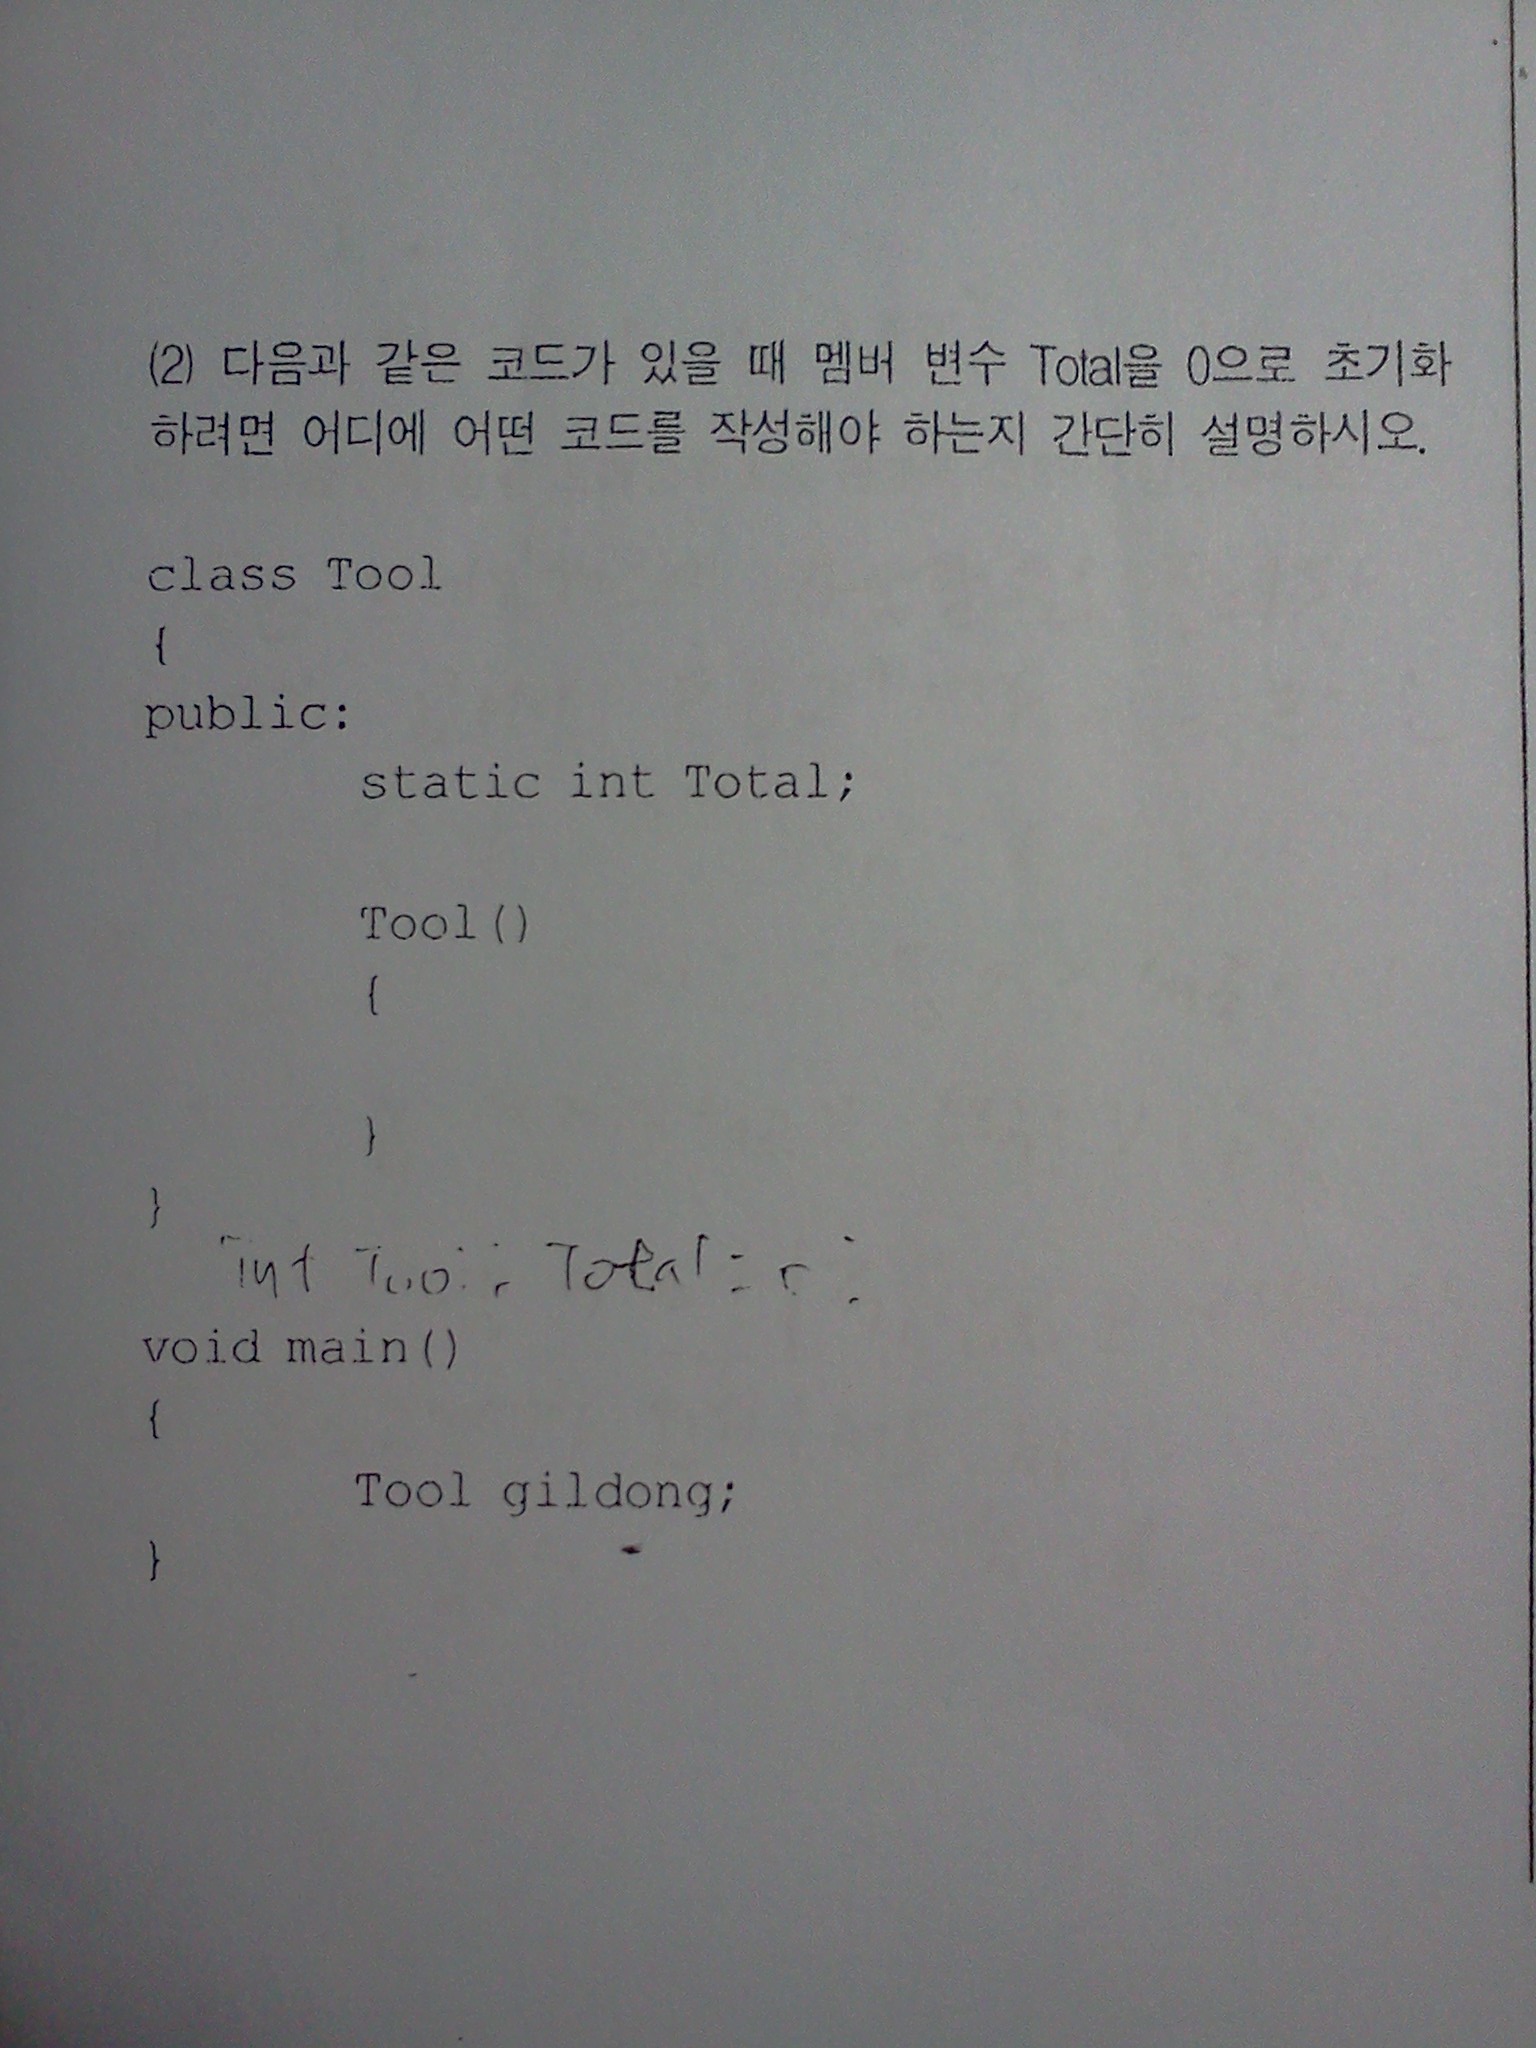 (2) 다음과 같은 코드가 있을 때 멤버 변수 Total을 0으로 초기화
하려면 어디에 어떤 코드를 작성해야 하는지 간단히 설명하시오.
class Tool
{
public:
static int Total;
Tool()
{
}
}
int Total =
void main()
{
Tool gildong;
}